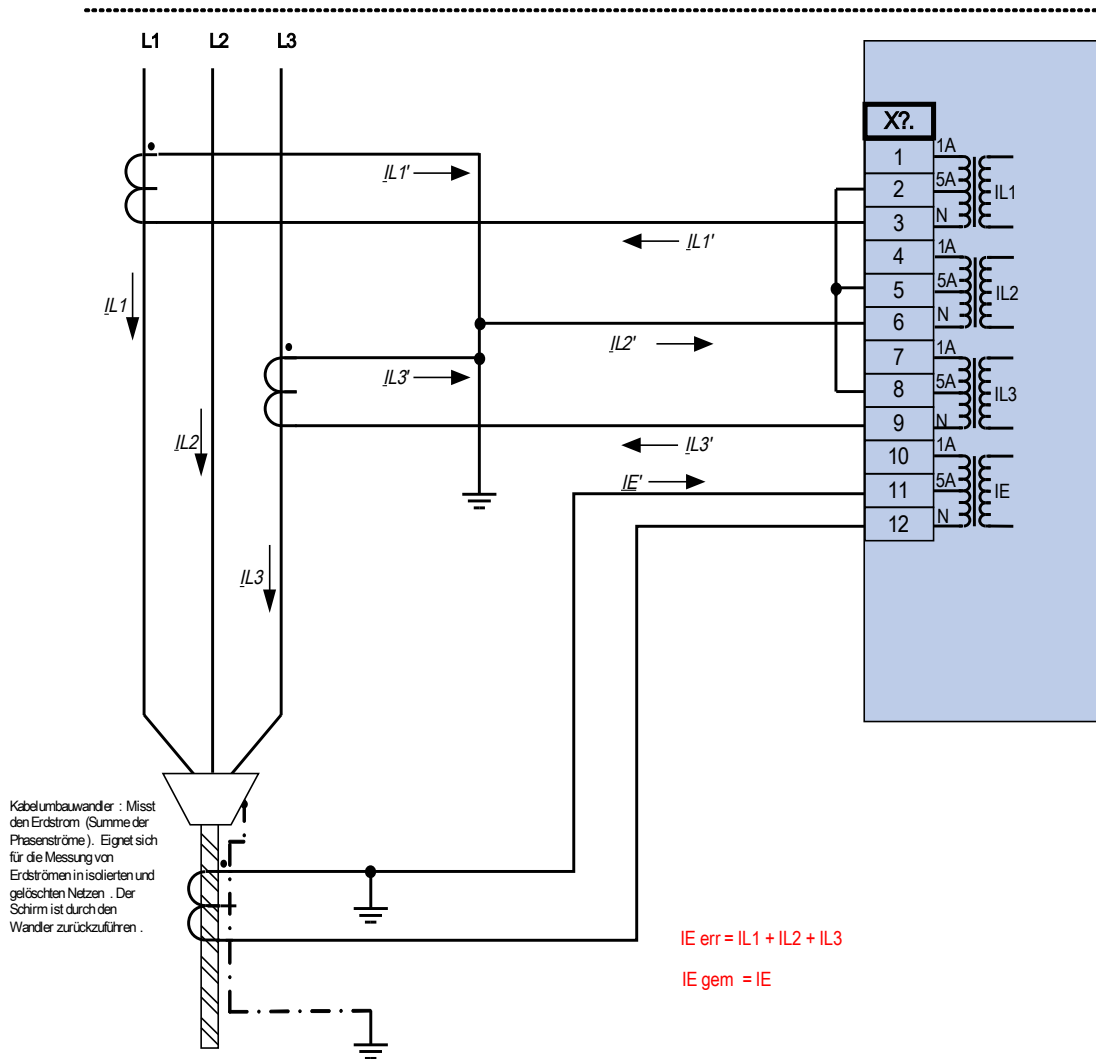 L1 L2 L3
X?.
1 1A
2 5A IL1
3 N
4 1A
5 5A IL2
6 N
7 1A
8 5A IL3
9 N
10 1A
11 5A IE
12 N
IL1'
IL1'
IL1
IL2'
IL3'
IL2
IL3'
IE'
IL3
Kabelumbauwandler : Misst
den Erdstrom (Summe der
Phasenströme ). Eignet sich
für die Messung von
Erdströmen in isolierten und
gelöschten Netzen . Der
Schirm ist durch den
Wandler zurückzuführen .
IE err = IL1 + IL2 + IL3
IE gem = IE